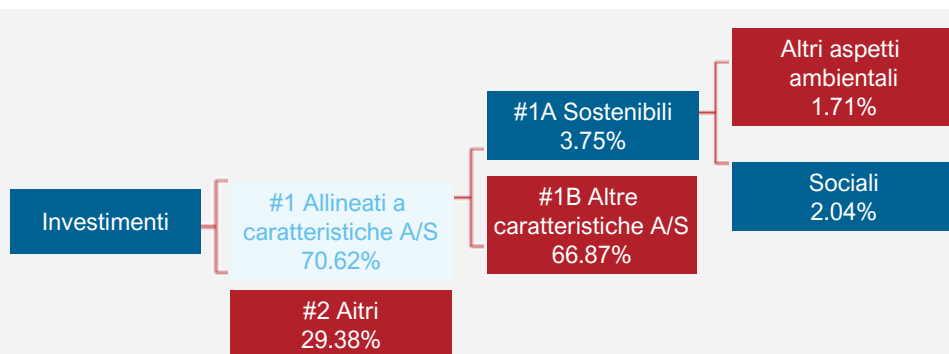 Investimenti
#1 Allineati a
caratteristiche A/S
70.62%
#2 Aitri
29.38%
#1A Sostenibili
3.75%
#1B Altre
caratteristiche A/S
66.87%
Altri aspetti
ambientali
1.71%
Sociali
2.04%